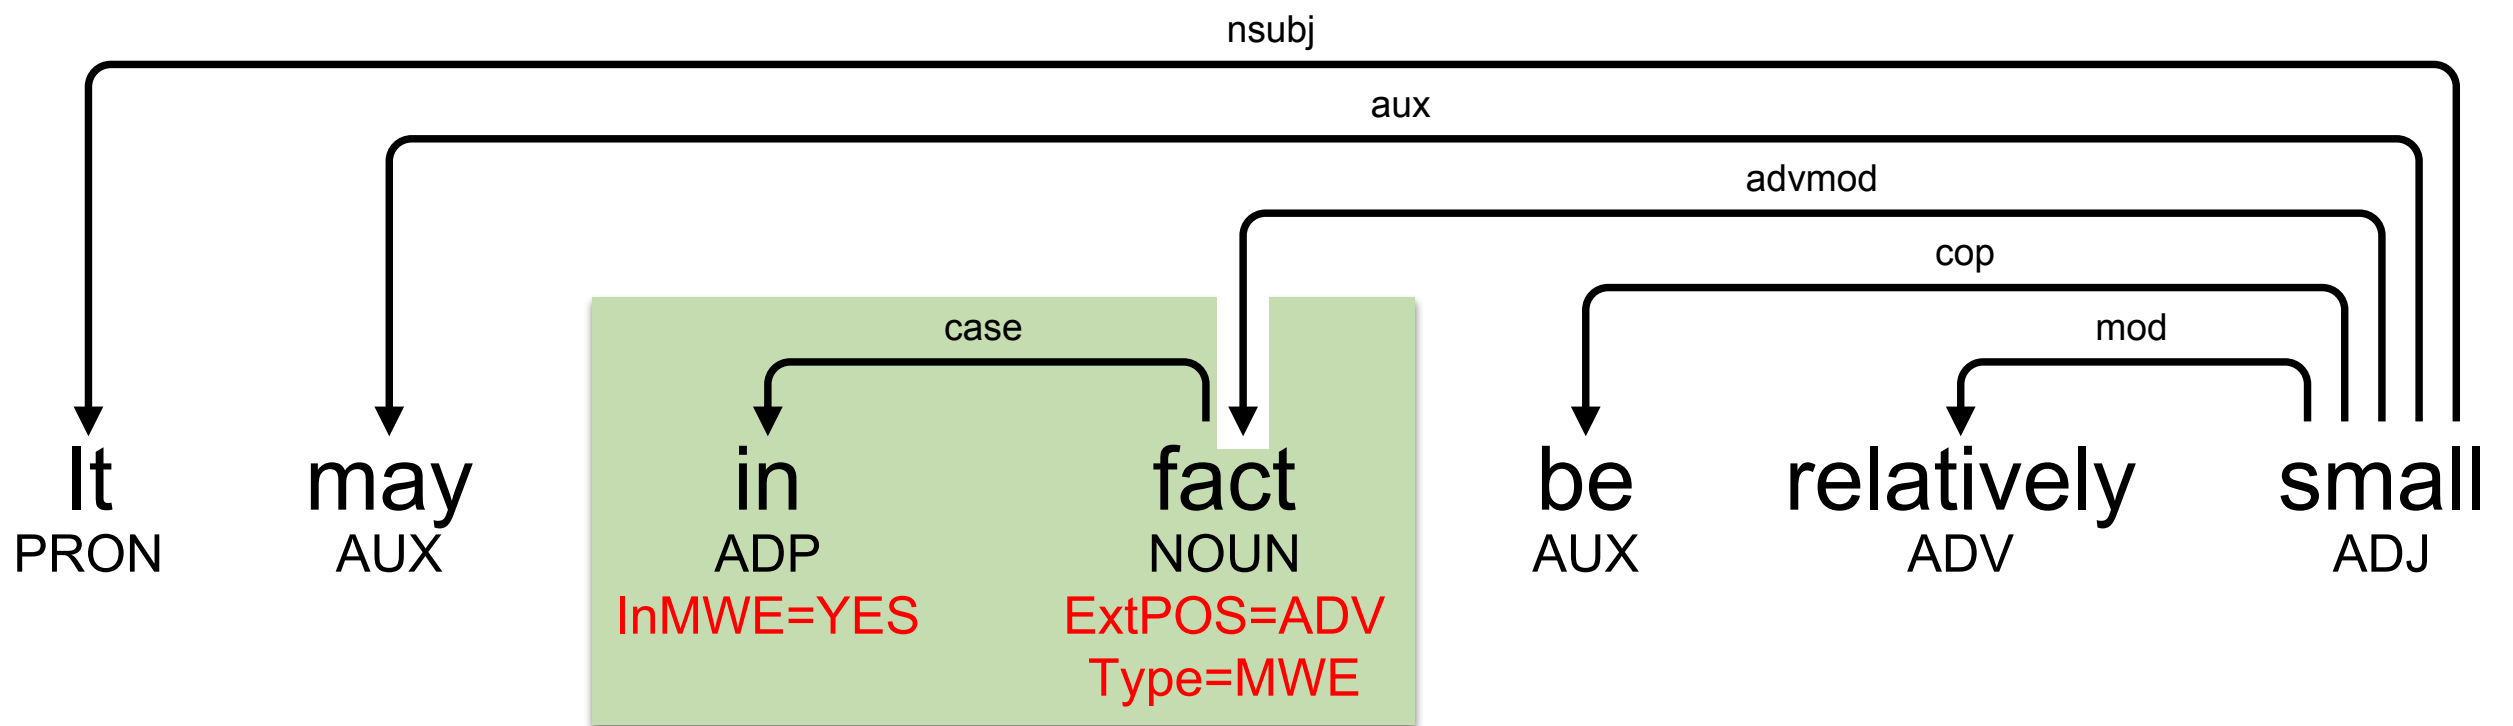 nsubj
aux
advmod
cop
case mod
It may in fact be relatively small
PRON AUX ADP NOUN AUX ADV ADJ
InMWE=YES ExtPOS=ADV
Type=MWE